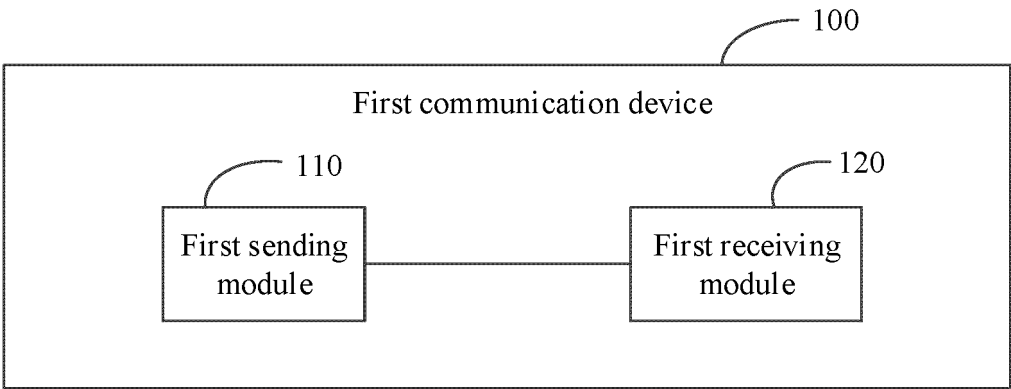 100
First communication device
110
120
First sending
module
First receiving
module